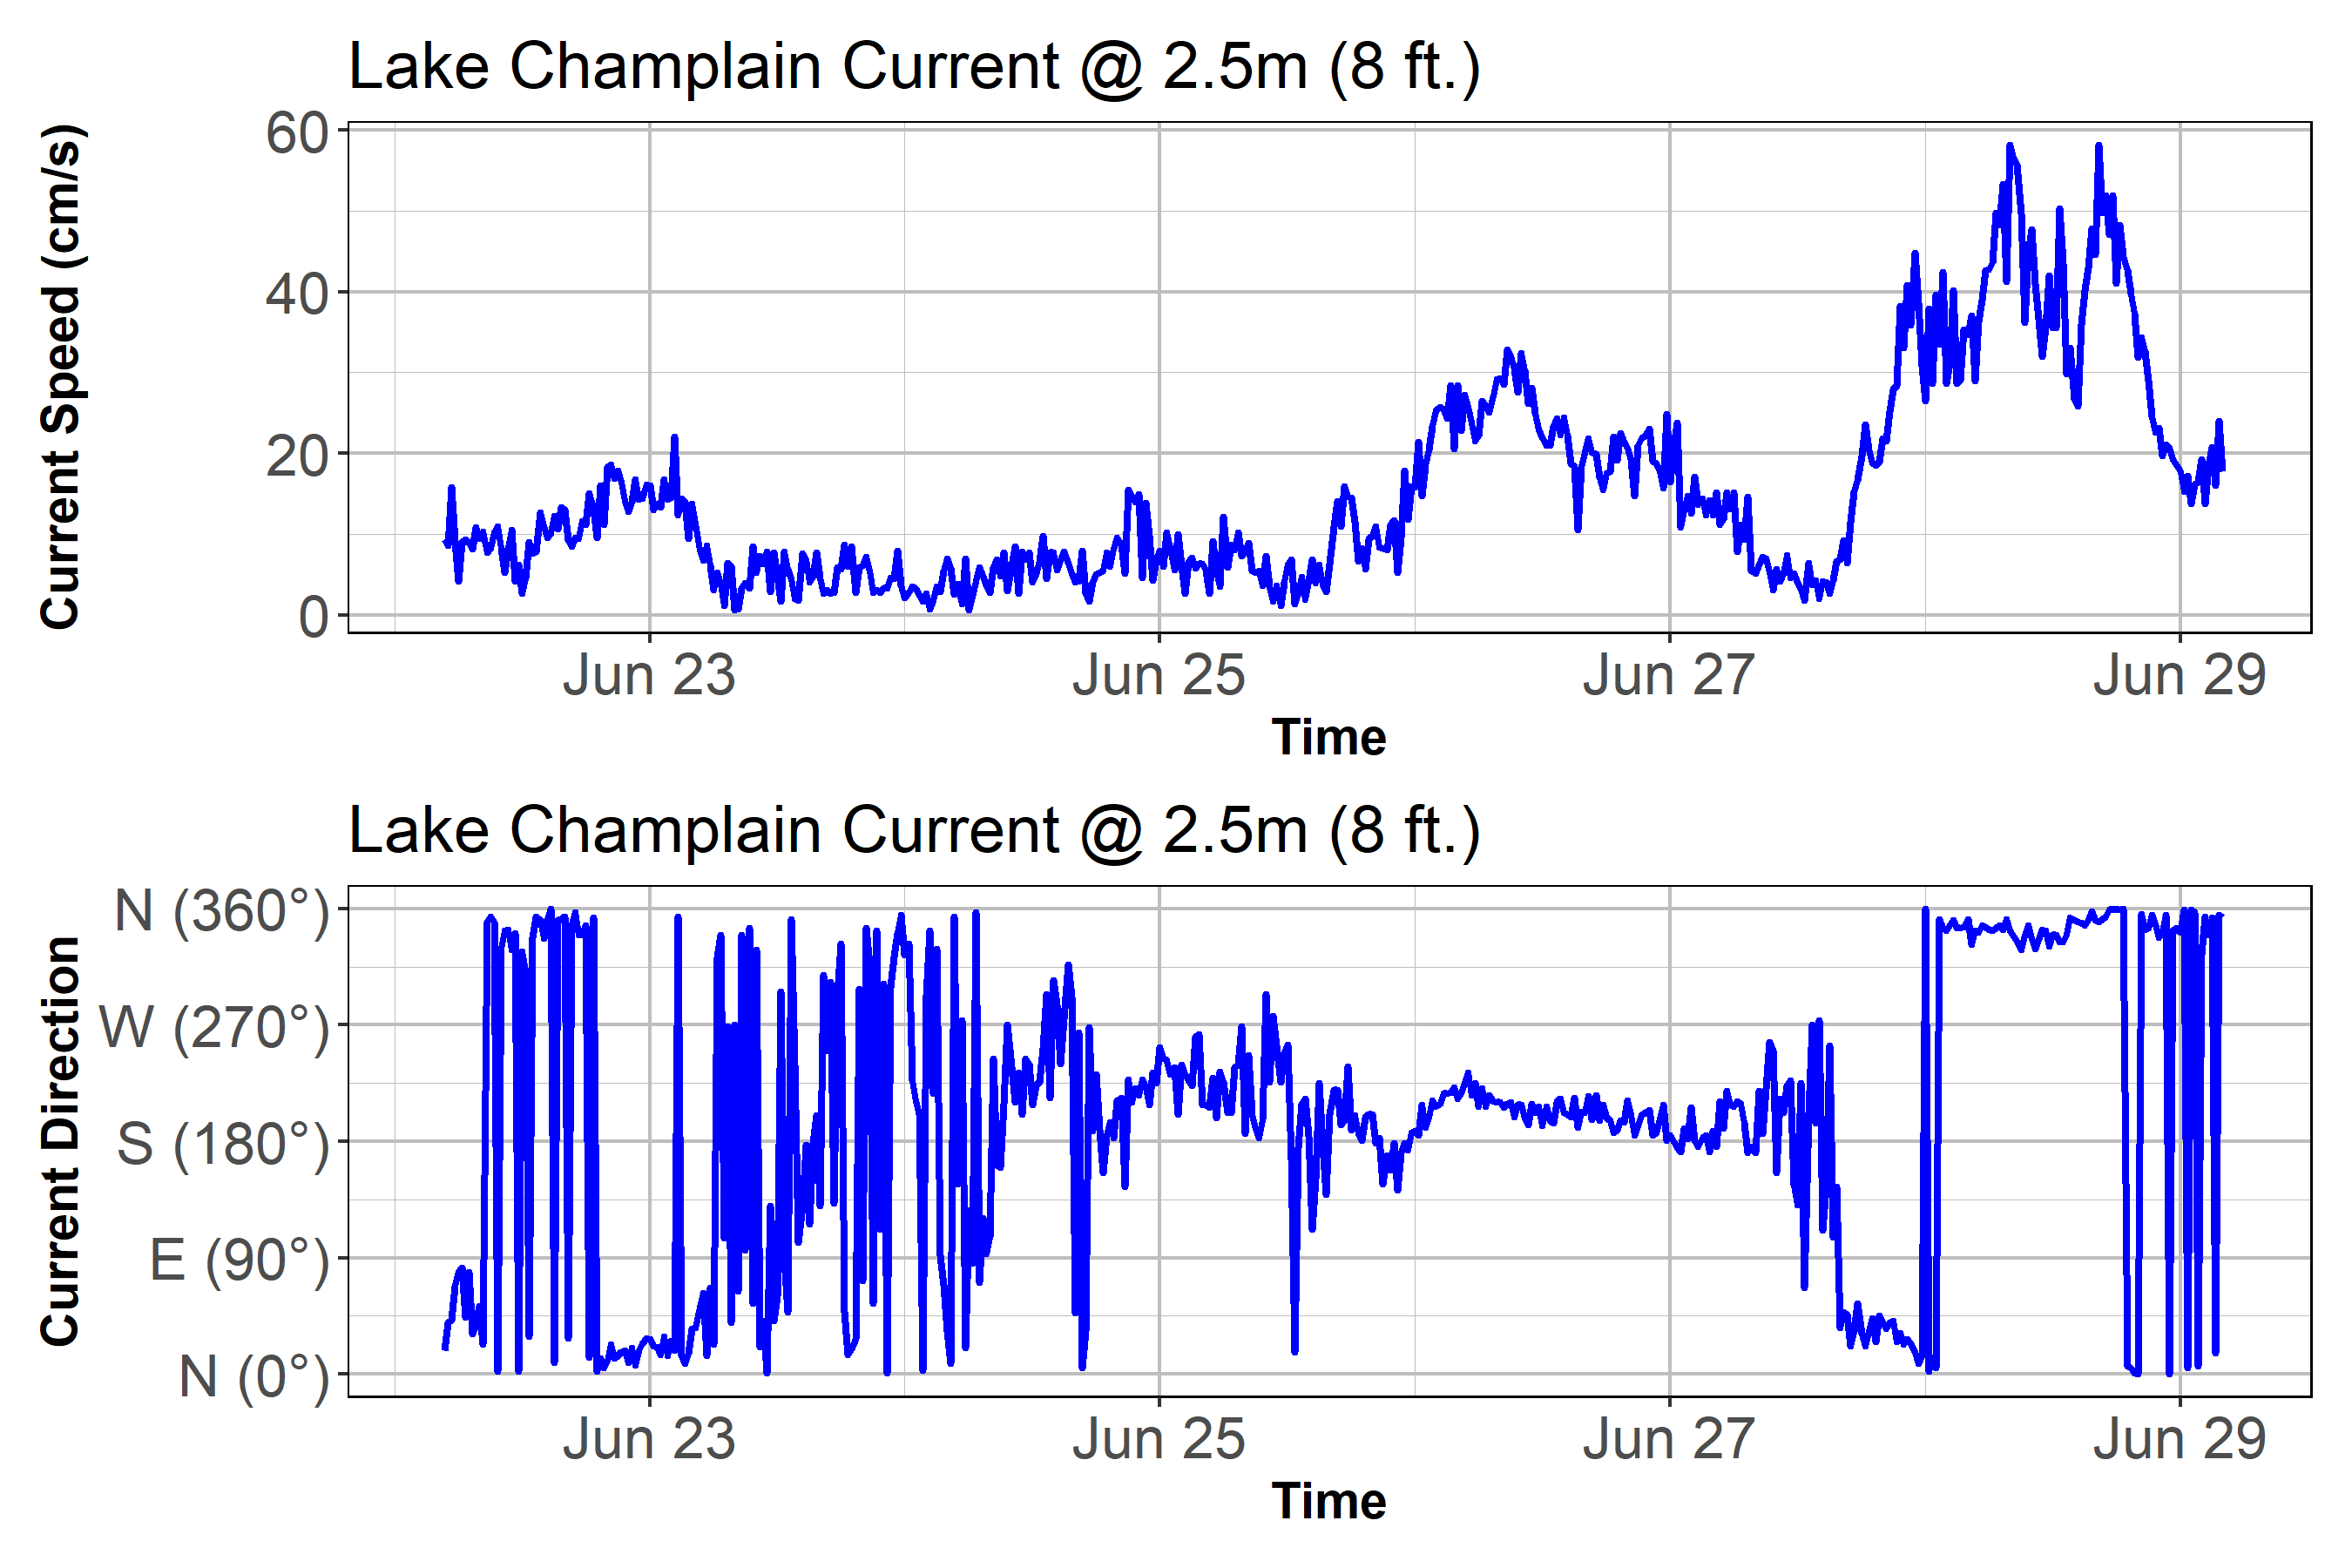 Lake Champlain Current @ 2.5m (8 ft.)
Current Speed (cm/s)
60
40
20
0
Jun 23 Jun 25 Jun 27 Jun 29
Time
Lake Champlain Current @ 2.5m (8 ft.)
Current Direction
N (360°)
W (270°)
S (180°)
E (90°)
N (0°)
Jun 23 Jun 25 Jun 27 Jun 29
Time